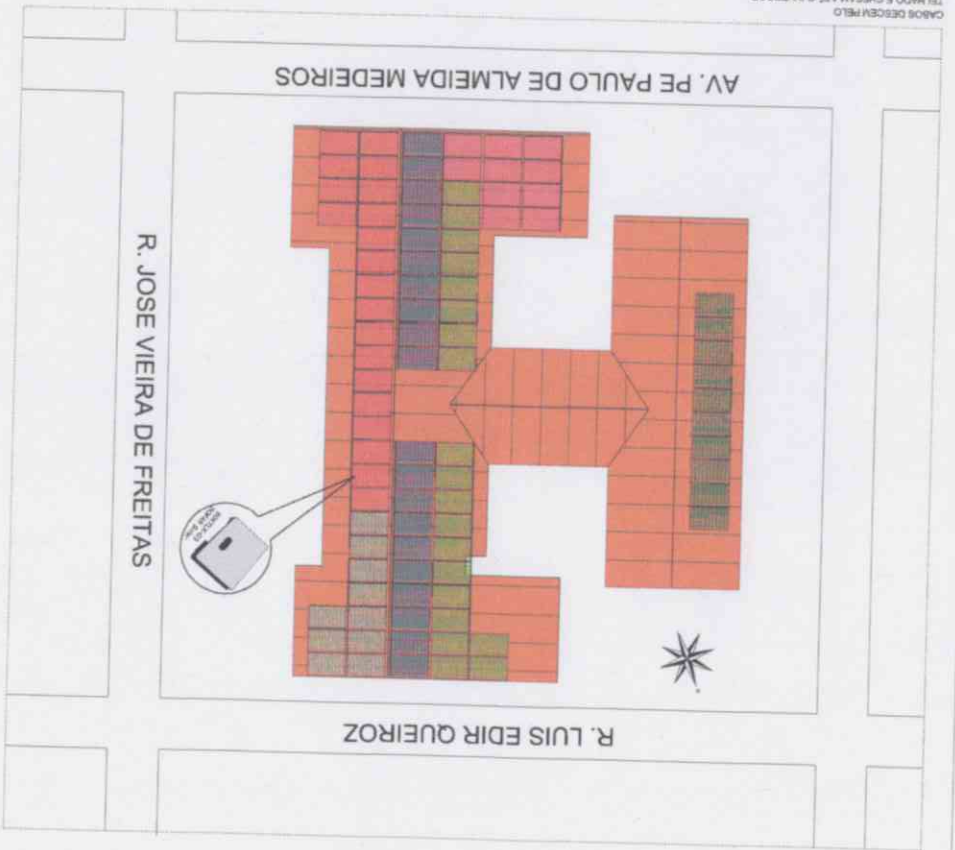 R. LUIS EDIR QUEIROZ
R. JOSE VIEIRA DE FREITAS
AV. PE PAULO DE ALMEIDA MEDEIROS
CABOS DESCEM PELO